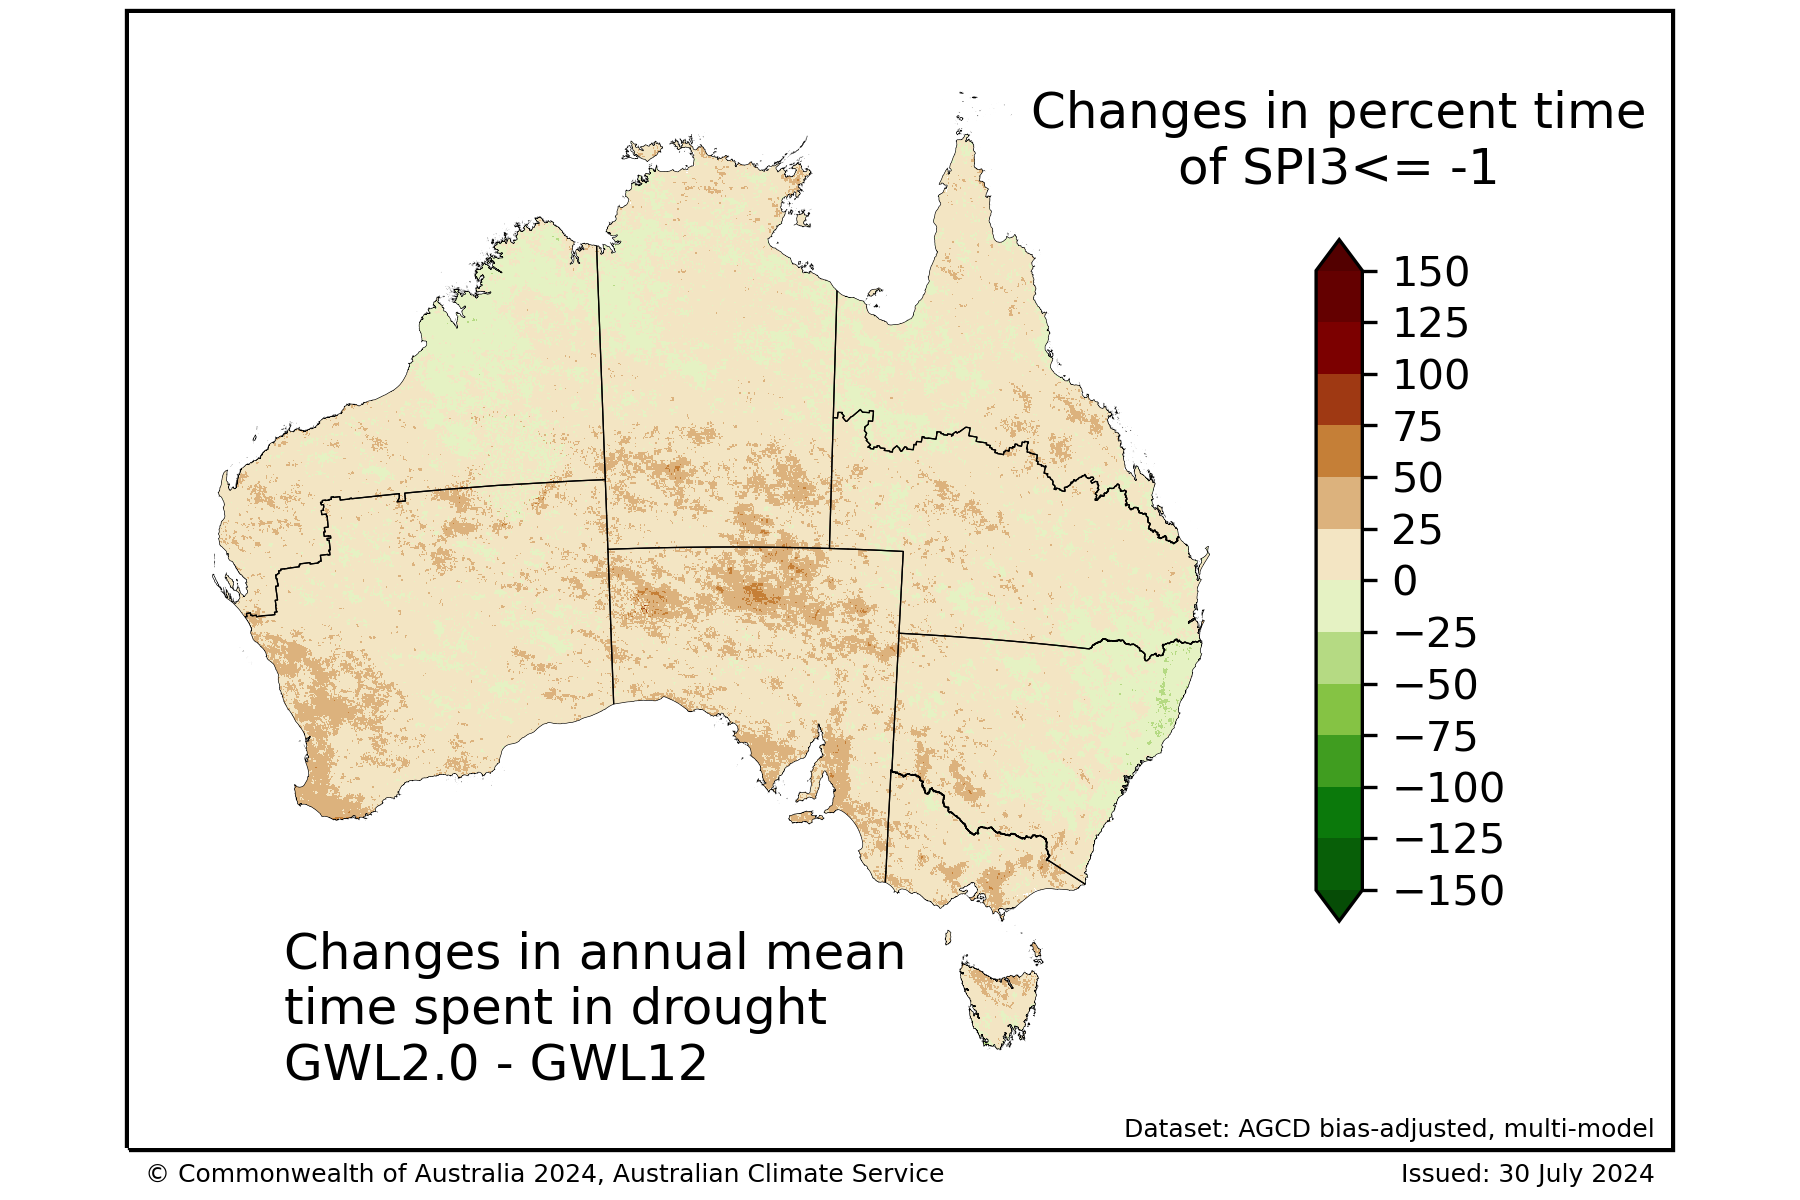 Changes in percent time
of SPI3<= -1
150
125
100
75
50
25
0
−25
−50
−75
−100
−125
−150
Changes in annual mean
time spent in drought
GWL2.0 - GWL12
Dataset: AGCD bias-adjusted, multi-model
© Commonwealth of Australia 2024, Australian Climate Service
Issued: 30 July 2024